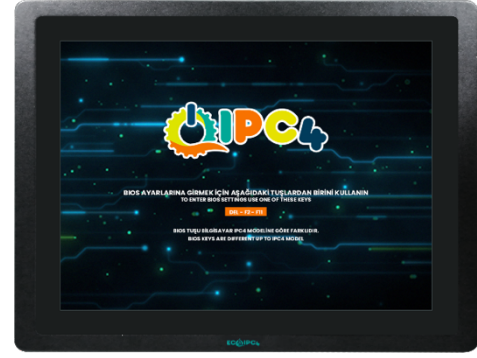 IPC4
BIOS AYARLARINA GİRMEK İÇİN AŞAĞIDAKİ TUŞLARDAN BİRİNİ KULLANIN
TO ENTER BIOS SETTINGS USE ONE OF THESE KEYS
DEL - F2 - F11
BIOS TUŞU BİLGİSAYAR IPC4 MODELİNE GÖRE FARKLIDIR.
BIOS KEYS ARE DIFFERENT UP TO IPC4 MODEL.